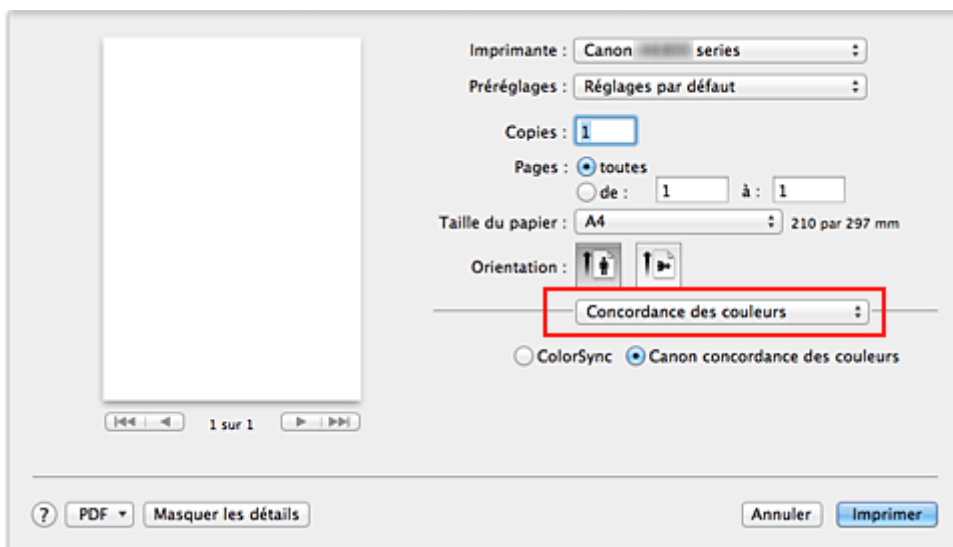 Imprimante : Canon series
Préréglages : Réglages par défaut
Copies : 1
Pages : toutes
de : 1 à : 1
Taille du papier : A4 210 par 297 mm
Orientation :
Concordance des couleurs
ColorSync Canon concordance des couleurs
1 sur 1
? PDF Masquer les détails Annuler Imprimer